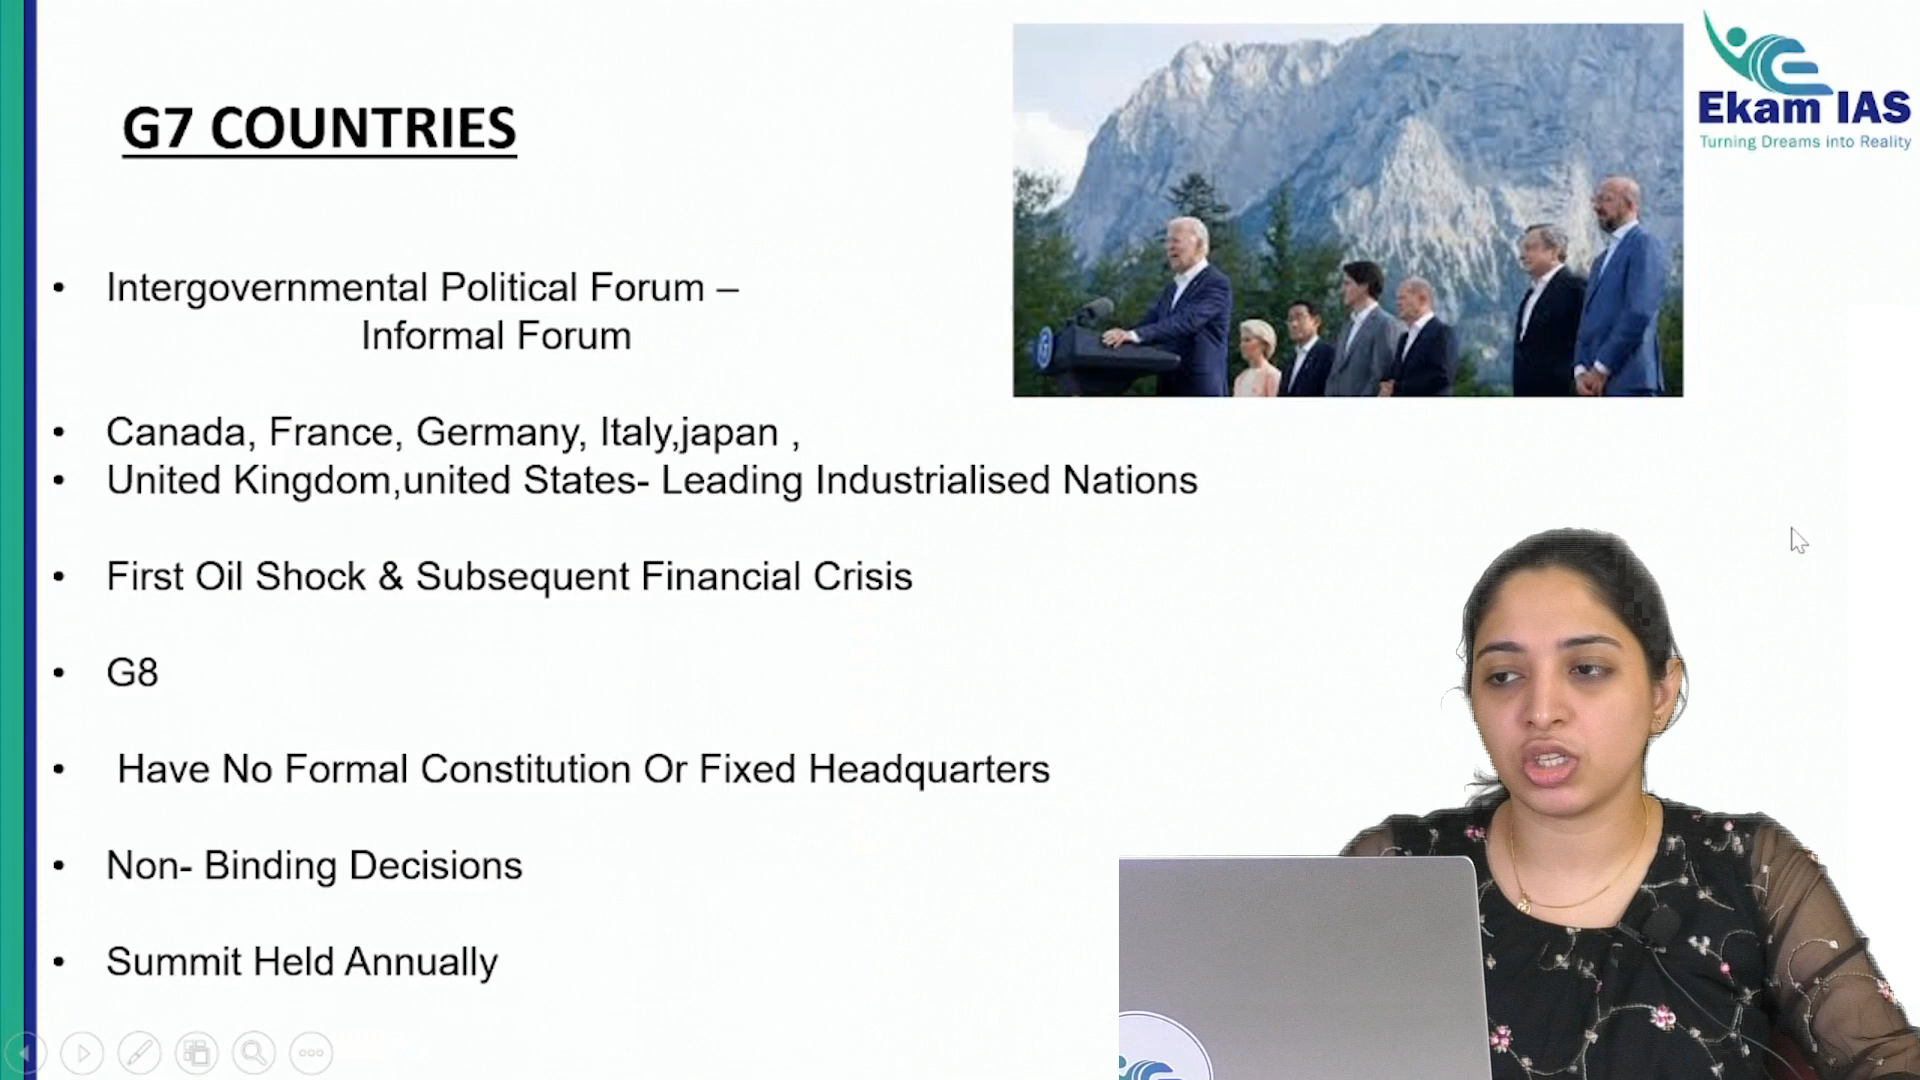 G7 COUNTRIES
Ekam IAS
Turning Dreams into Reality
• Intergovernmental Political Forum –
Informal Forum
• Canada, France, Germany, Italy,japan ,
• United Kingdom,united States- Leading Industrialised Nations
• First Oil Shock & Subsequent Financial Crisis
• G8
• Have No Formal Constitution Or Fixed Headquarters
• Non- Binding Decisions
• Summit Held Annually